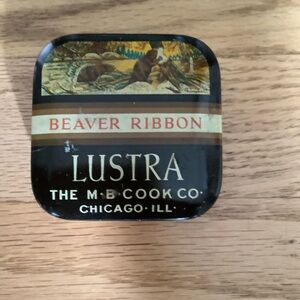 BEAVER RIBBON
LUSTRA
THE M·B·COOK CO·
CHICAGO·ILL·